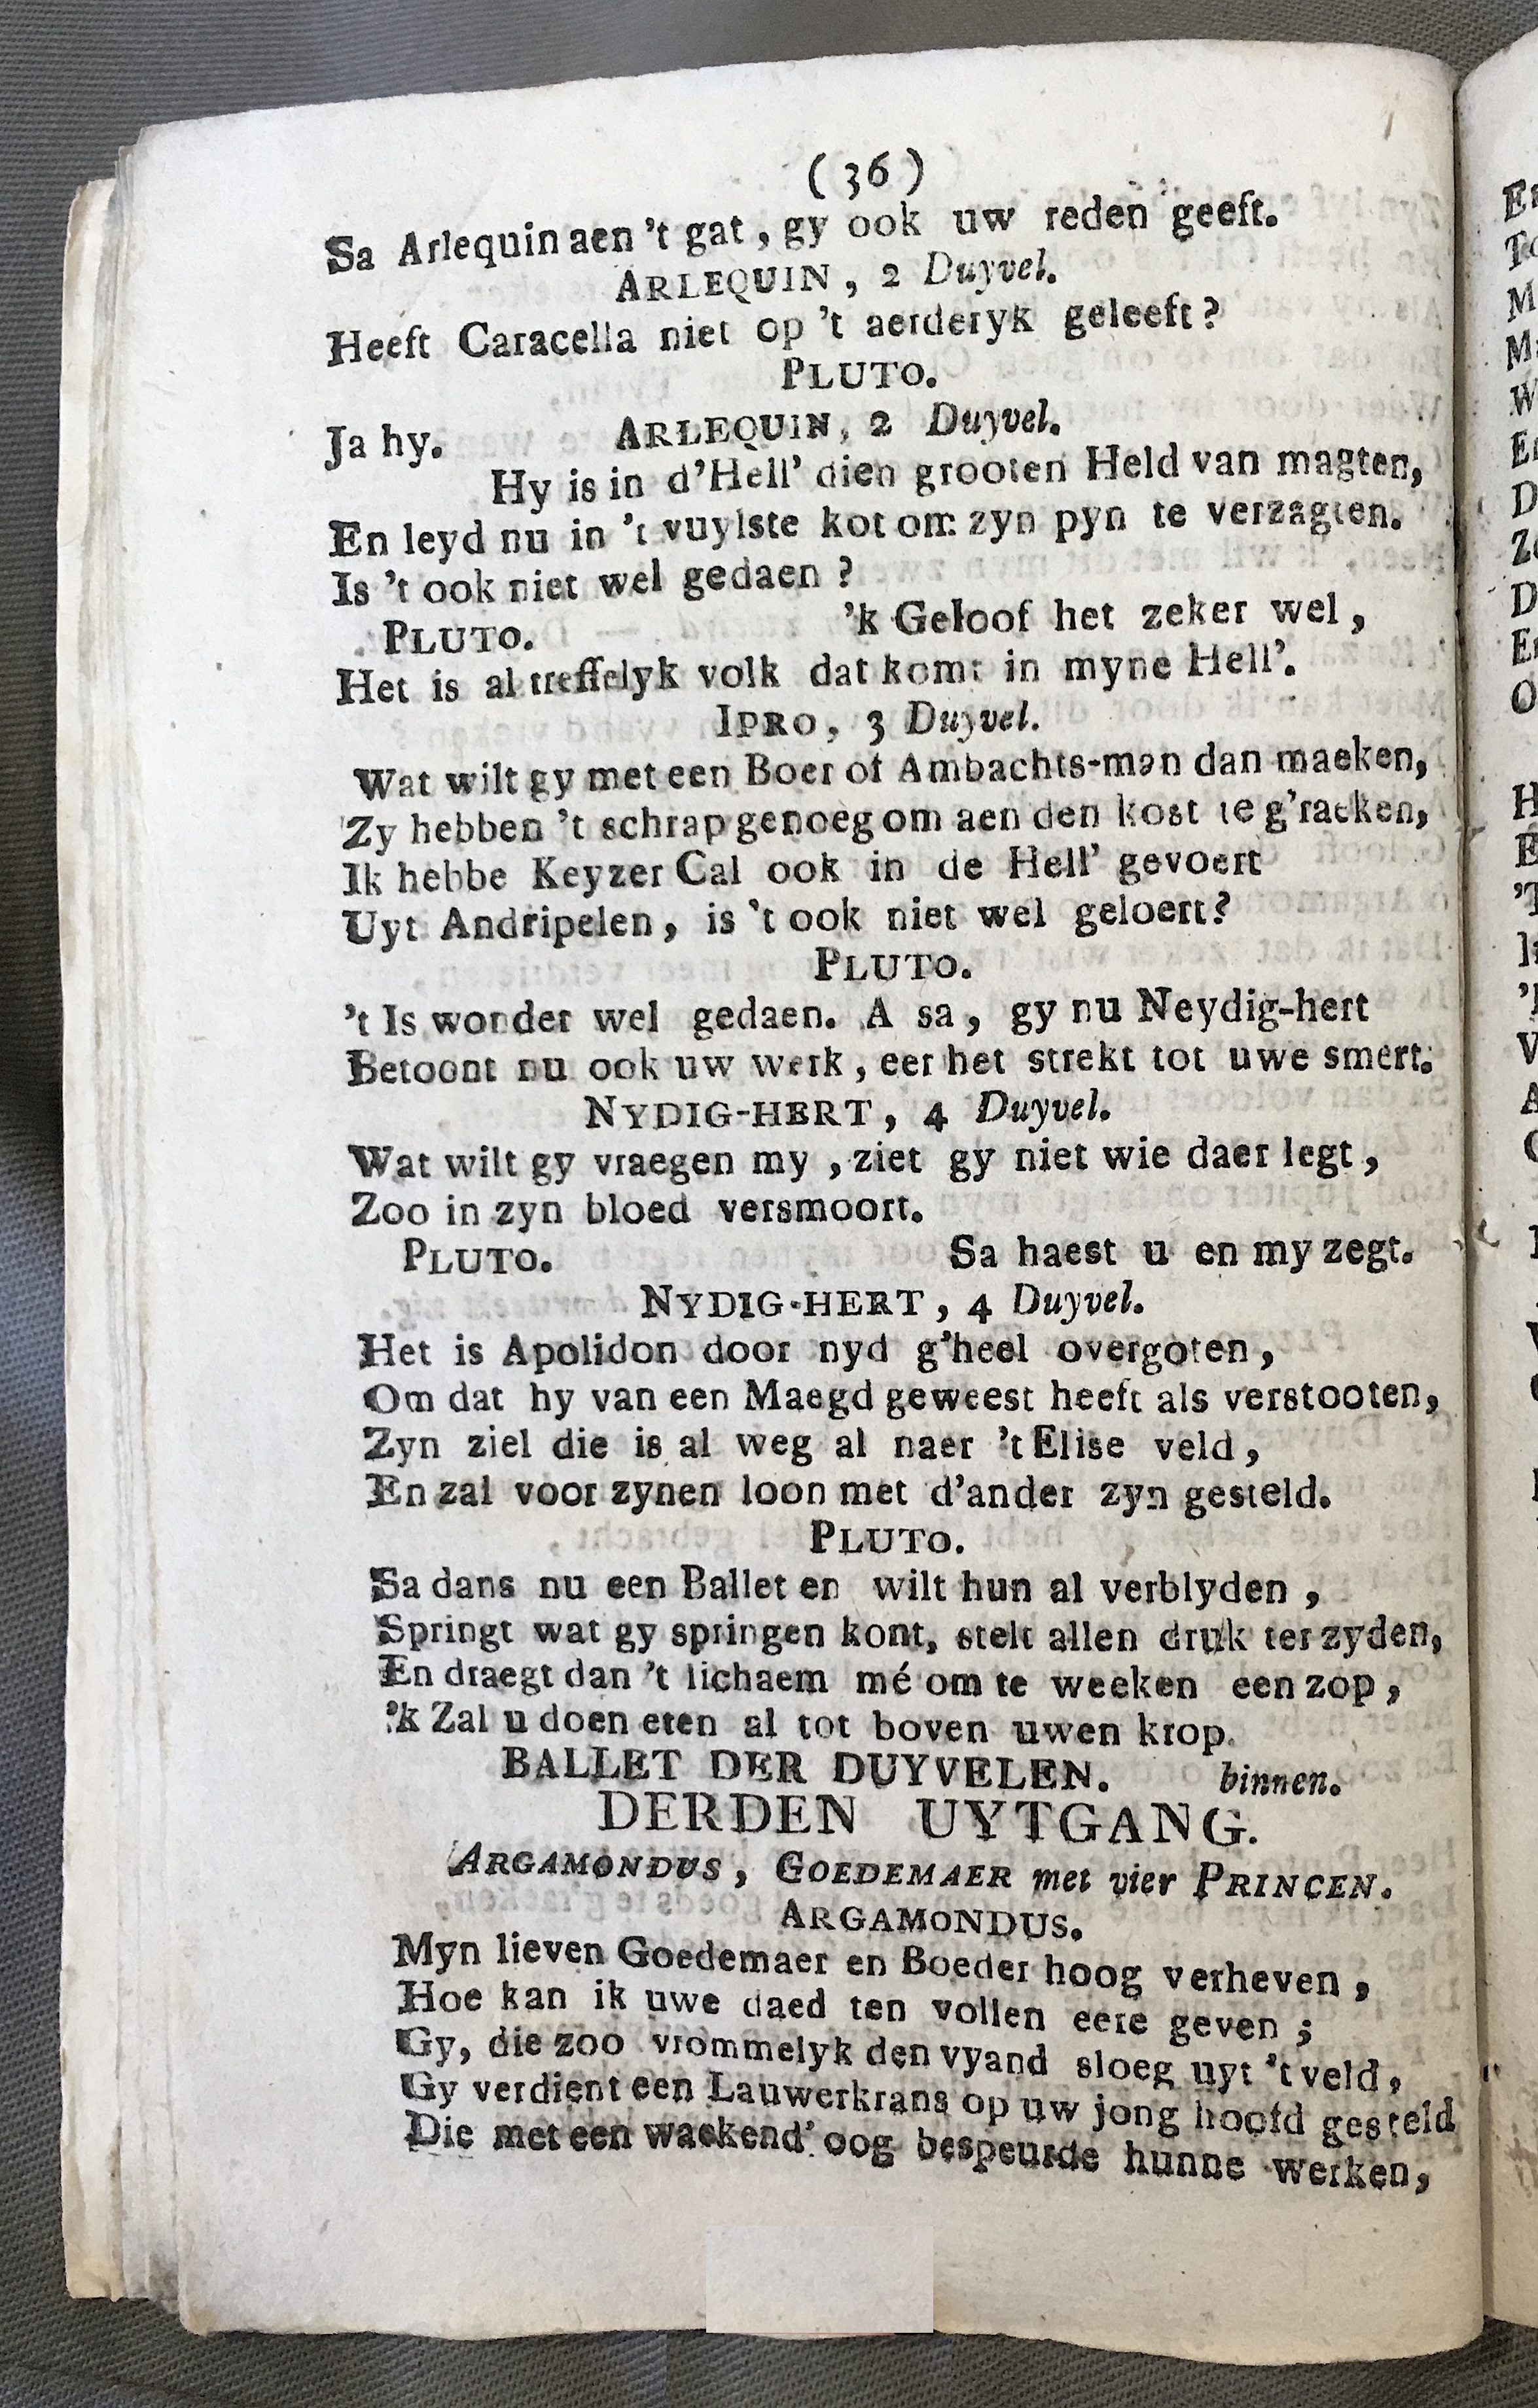 (36)
Sa Arlequin aen 't gat, gy ook uw reden geeft.
ARLEQUIN, 2 Duyvel.
Heeft Caracella niet op 't aerderyk geleeft?
PLUTO.
Ja hy.
ARLEQUIN, 2 Duyvel.
Hy is in d'Hell' dien grooten Held van magten,
En leyd nu in 't vuylste kot om zyn pyn te verzagten.
Is 't ook niet wel gedaen?
PLUTO. 'k Geloof het zeker wel,
Het is al treffelyk volk dat komt in myne Hell'.
IPRO, 3 Duyvel.
Wat wilt gy met een Boer of Ambachts-man dan maeken,
Zy hebben 't schrap genoeg om aen den kost te g'raeken,
Ik hebbe Keyzer Cal ook in de Hell' gevoert
Uyt Andripelen, is 't ook niet wel geloert?
PLUTO.
't Is wonder wel gedaen. A sa, gy nu Neydig-hert
Betoont nu ook uw werk, eer het strekt tot uwe smert.
NYDIG-HERT, 4 Duyvel.
Wat wilt gy vraegen my, ziet gy niet wie daer legt,
Zoo in zyn bloed versmoort.
PLUTO. Sa haest u en my zegt.
NYDIG-HERT, 4 Duyvel.
Het is Apolidon door nyd g'heel overgoten,
Om dat hy van een Maegd geweest heeft als verstooten,
Zyn ziel die is al weg al naer 't Elise veld,
En zal voor zynen loon met d'ander zyn gesteld.
PLUTO.
Sa dans nu een Ballet en wilt hun al verblyden,
Springt wat gy springen kont, stelt allen druk ter zyden,
En draegt dan 't lichaem mé om te weeken een zop,
'k Zal u doen eten al tot boven uwen krop.
BALLET DER DUYVELEN. binnen.
DERDEN UYTGANG.
ARGAMONDUS, GOEDEMAER met vier PRINCEN.
ARGAMONDUS.
Myn lieven Goedemaer en Boeder hoog verheven,
Hoe kan ik uwe daed ten vollen eere geven;
Gy, die zoo vrommelyk den vyand sloeg uyt 't veld,
Gy verdient een Lauwerkrans op uw jong hoofd gesteld
Die met een waekend' oog bespeurde hunne werken,